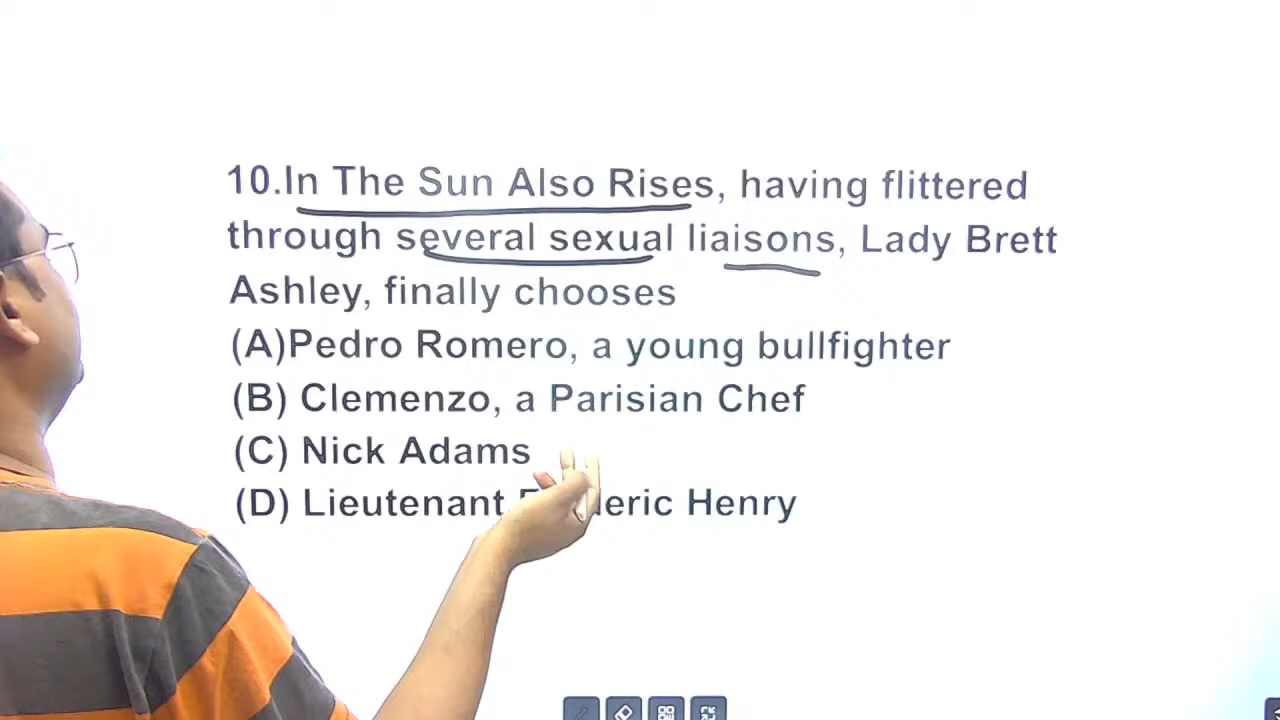 10.In The Sun Also Rises, having flittered
through several sexual liaisons, Lady Brett
Ashley, finally chooses
(A)Pedro Romero, a young bullfighter
(B) Clemenzo, a Parisian Chef
(C) Nick Adams
(D) Lieutenant Henry